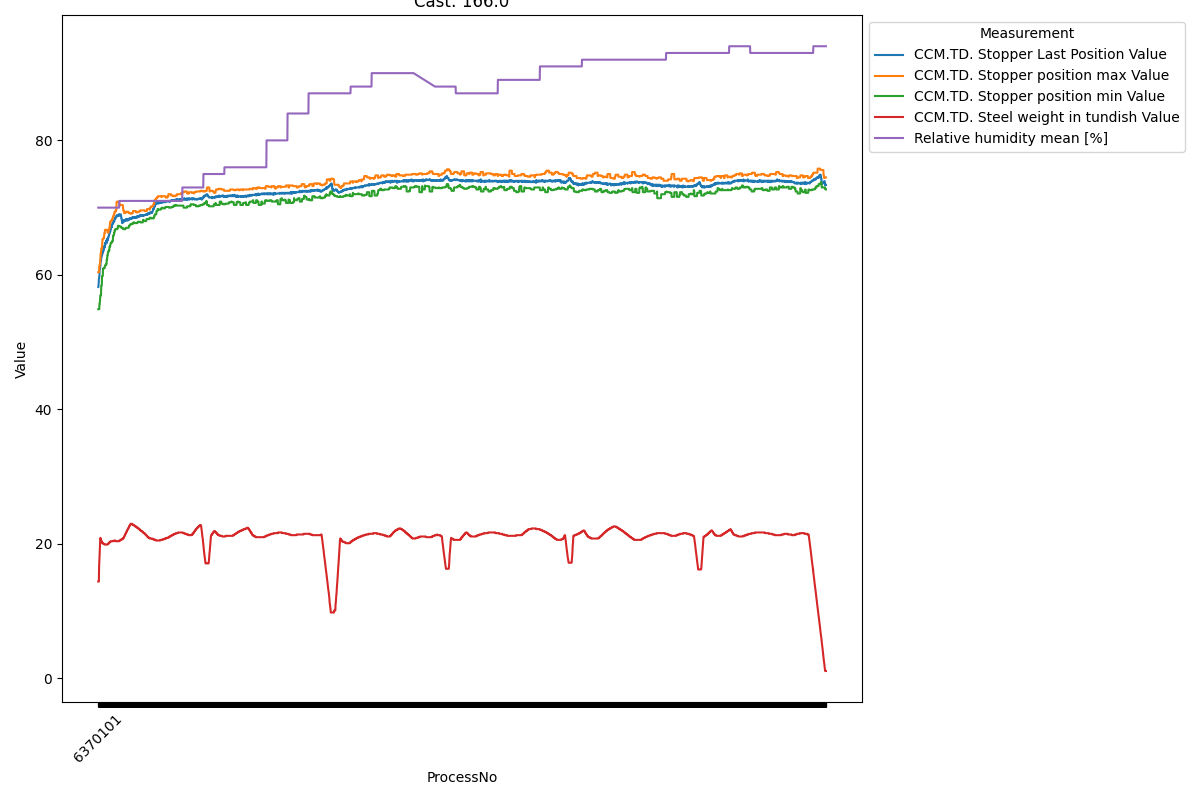 Cast: 166.0
Measurement
CCM.TD. Stopper Last Position Value
CCM.TD. Stopper position max Value
CCM.TD. Stopper position min Value
CCM.TD. Steel weight in tundish Value
Relative humidity mean [%]
80
60
40
20
0
Value
6370101
ProcessNo